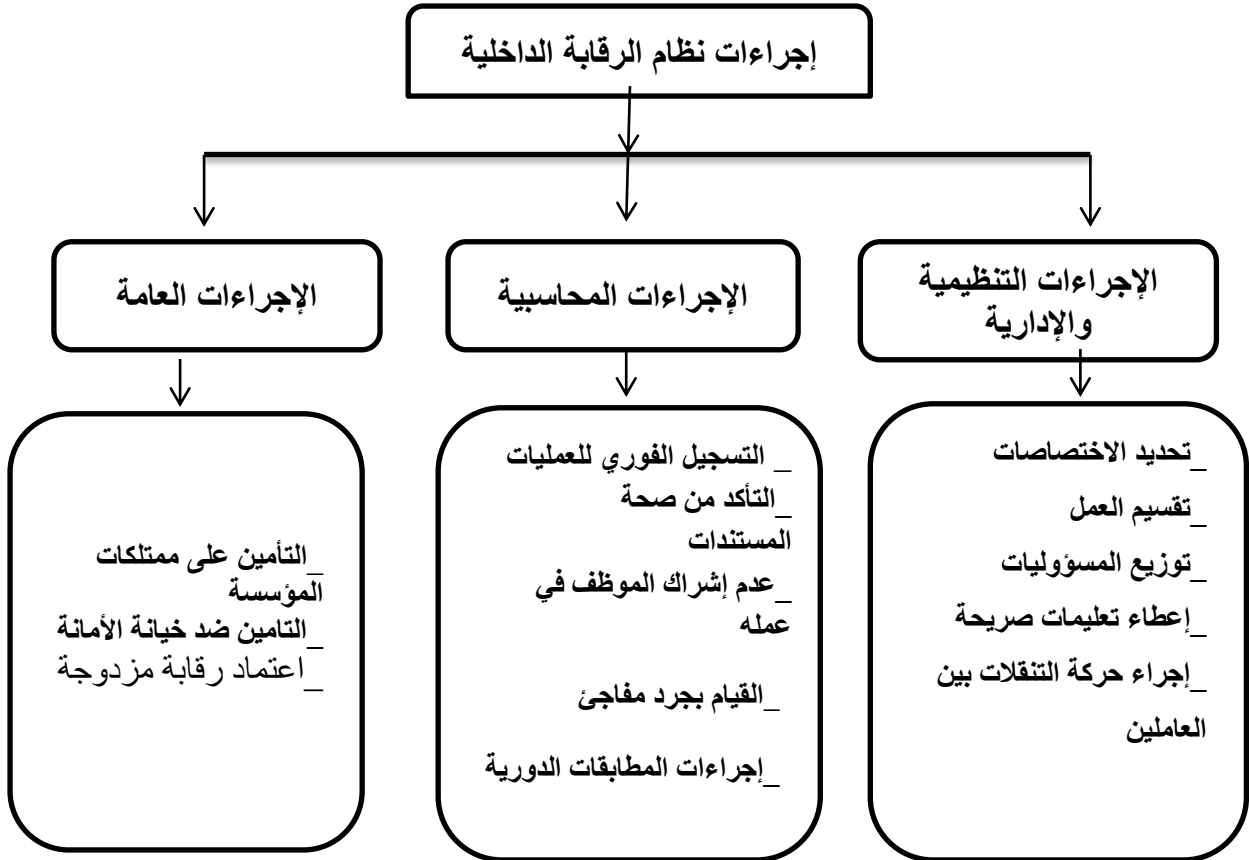 إجراءات نظام الرقابة الداخلية
الإجراءات التنظيمية
والإدارية
الإجراءات المحاسبية
الإجراءات العامة
_تحديد الاختصاصات
_تقسيم العمل
_توزيع المسؤوليات
_إعطاء تعليمات صريحة
_إجراء حركة التنقلات بين
العاملين
_ التسجيل الفوري للعمليات
_التأكد من صحة
المستندات
_عدم إشراك الموظف في
عمله
_القيام بجرد مفاجئ
_إجراءات المطابقات الدورية
_التأمين على ممتلكات
المؤسسة
_التامين ضد خيانة الأمانة
_اعتماد رقابة مزدوجة